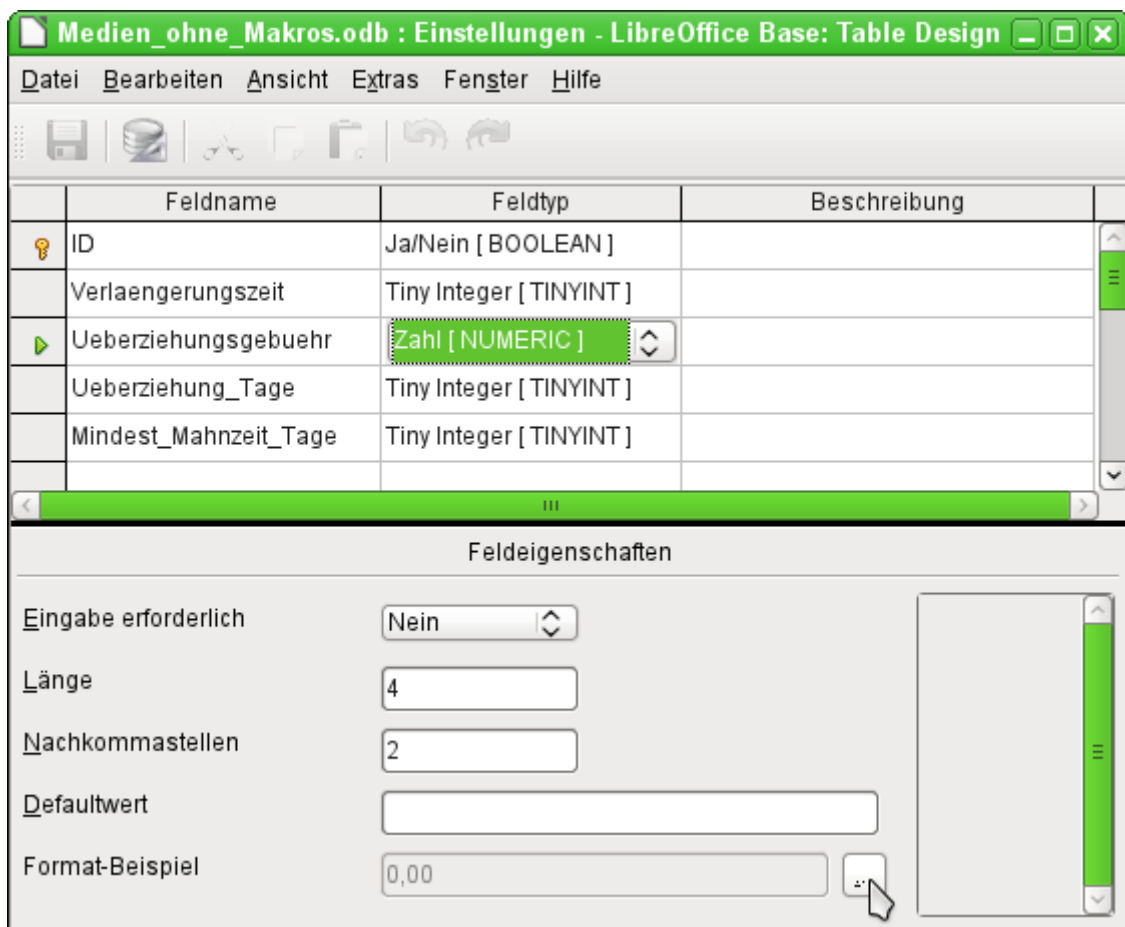 Medien_ohne_Makros.odb : Einstellungen - LibreOffice Base: Table Design
Datei Bearbeiten Ansicht Extras Fenster Hilfe
Feldname Feldtyp Beschreibung
ID Ja/Nein [ BOOLEAN ]
Verlaengerungszeit Tiny Integer [ TINYINT ]
Ueberziehungsgebuehr Zahl [ NUMERIC ]
Ueberziehung_Tage Tiny Integer [ TINYINT ]
Mindest_Mahnzeit_Tage Tiny Integer [ TINYINT ]
Feldeigenschaften
Eingabe erforderlich Nein
Länge 4
Nachkommastellen 2
Defaultwert
Format-Beispiel 0,00 ...